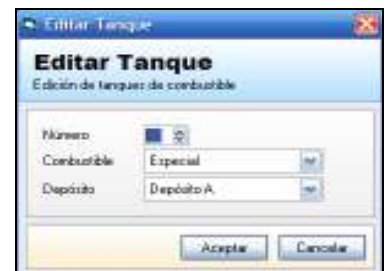 Editar Tanque
Editar Tanque
Edición de tanques de combustible
Número
Combustible Especial
Depósito Depósito A
Aceptar Cancelar